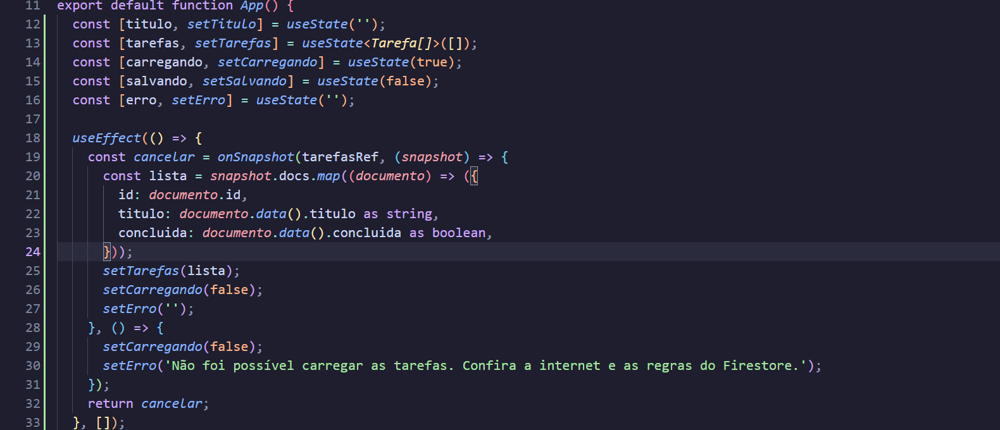 11 export default function App() {
12 const [titulo, setTitulo] = useState('');
13 const [tarefas, setTarefas] = useState<Tarefa[]>([]);
14 const [carregando, setCarregando] = useState(true);
15 const [salvando, setSalvando] = useState(false);
16 const [erro, setErro] = useState('');
17
18 useEffect(() => {
19 const cancelar = onSnapshot(tarefasRef, (snapshot) => {
20 const lista = snapshot.docs.map((documento) => ({
21 id: documento.id,
22 titulo: documento.data().titulo as string,
23 concluida: documento.data().concluida as boolean,
24 }));
25 setTarefas(lista);
26 setCarregando(false);
27 setErro('');
28 }, () => {
29 setCarregando(false);
30 setErro('Não foi possível carregar as tarefas. Confira a internet e as regras do Firestore.');
31 });
32 return cancelar;
33 }, []);